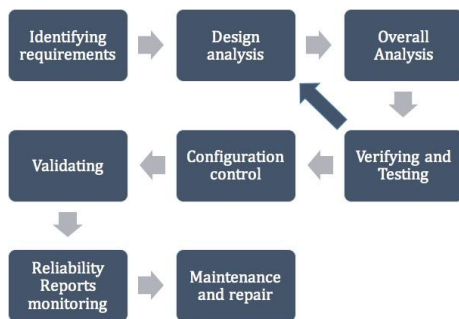 Identifying
requirements
Design
analysis
Overall
Analysis
Verifying and
Testing
Configuration
control
Validating
Reliability
Reports
monitoring
Maintenance
and repair